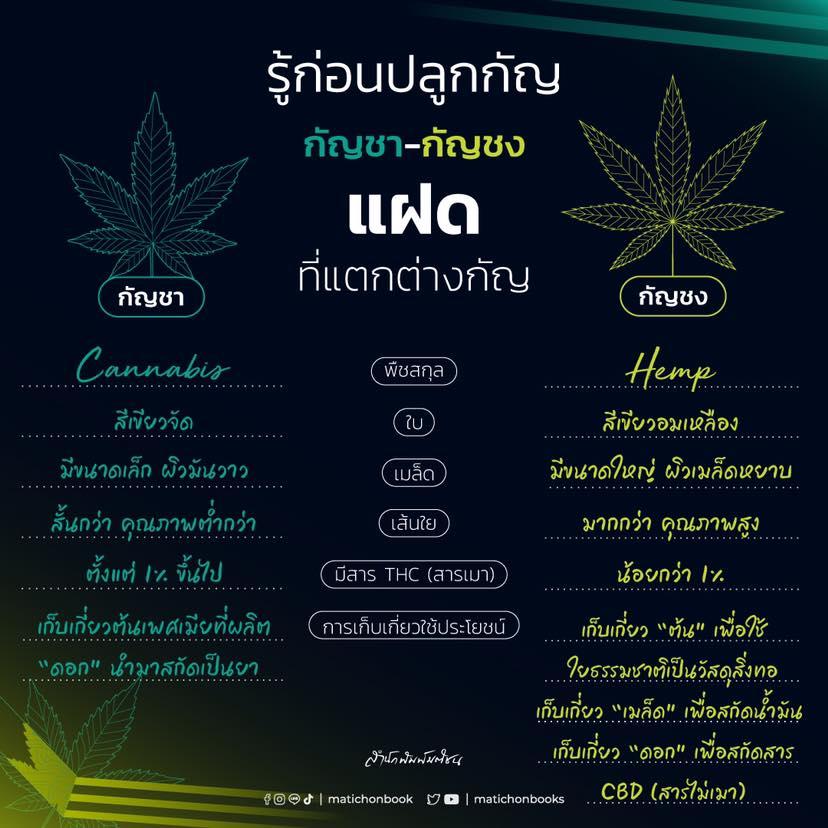 รู้ก่อนปลูกกัญ
กัญชา-กัญชง
แฝด
ที่แตกต่างกัญ
กัญชา
กัญชง
Cannabis
พืชสกุล
Hemp
สีเขียวจัด
ใบ
สีเขียวอมเหลือง
มีขนาดเล็ก ผิวมันวาว
เมล็ด
มีขนาดใหญ่ ผิวเมล็ดหยาบ
สั้นกว่า คุณภาพต่ำกว่า
เส้นใย
มากกว่า คุณภาพสูง
ตั้งแต่ 1% ขึ้นไป
มีสาร THC (สารเมา)
น้อยกว่า 1%
เก็บเกี่ยวต้นเพศเมียที่ผลิต
"ดอก" นำมาสกัดเป็นยา
การเก็บเกี่ยวใช้ประโยชน์
เก็บเกี่ยว "ต้น" เพื่อใช้
ใยธรรมชาติเป็นวัสดุสิ่งทอ
เก็บเกี่ยว "เมล็ด" เพื่อสกัดน้ำมัน
เก็บเกี่ยว "ดอก" เพื่อสกัดสาร
CBD (สารไม่เมา)
สำนักพิมพ์มติชน
| matichonbook | matichonbooks